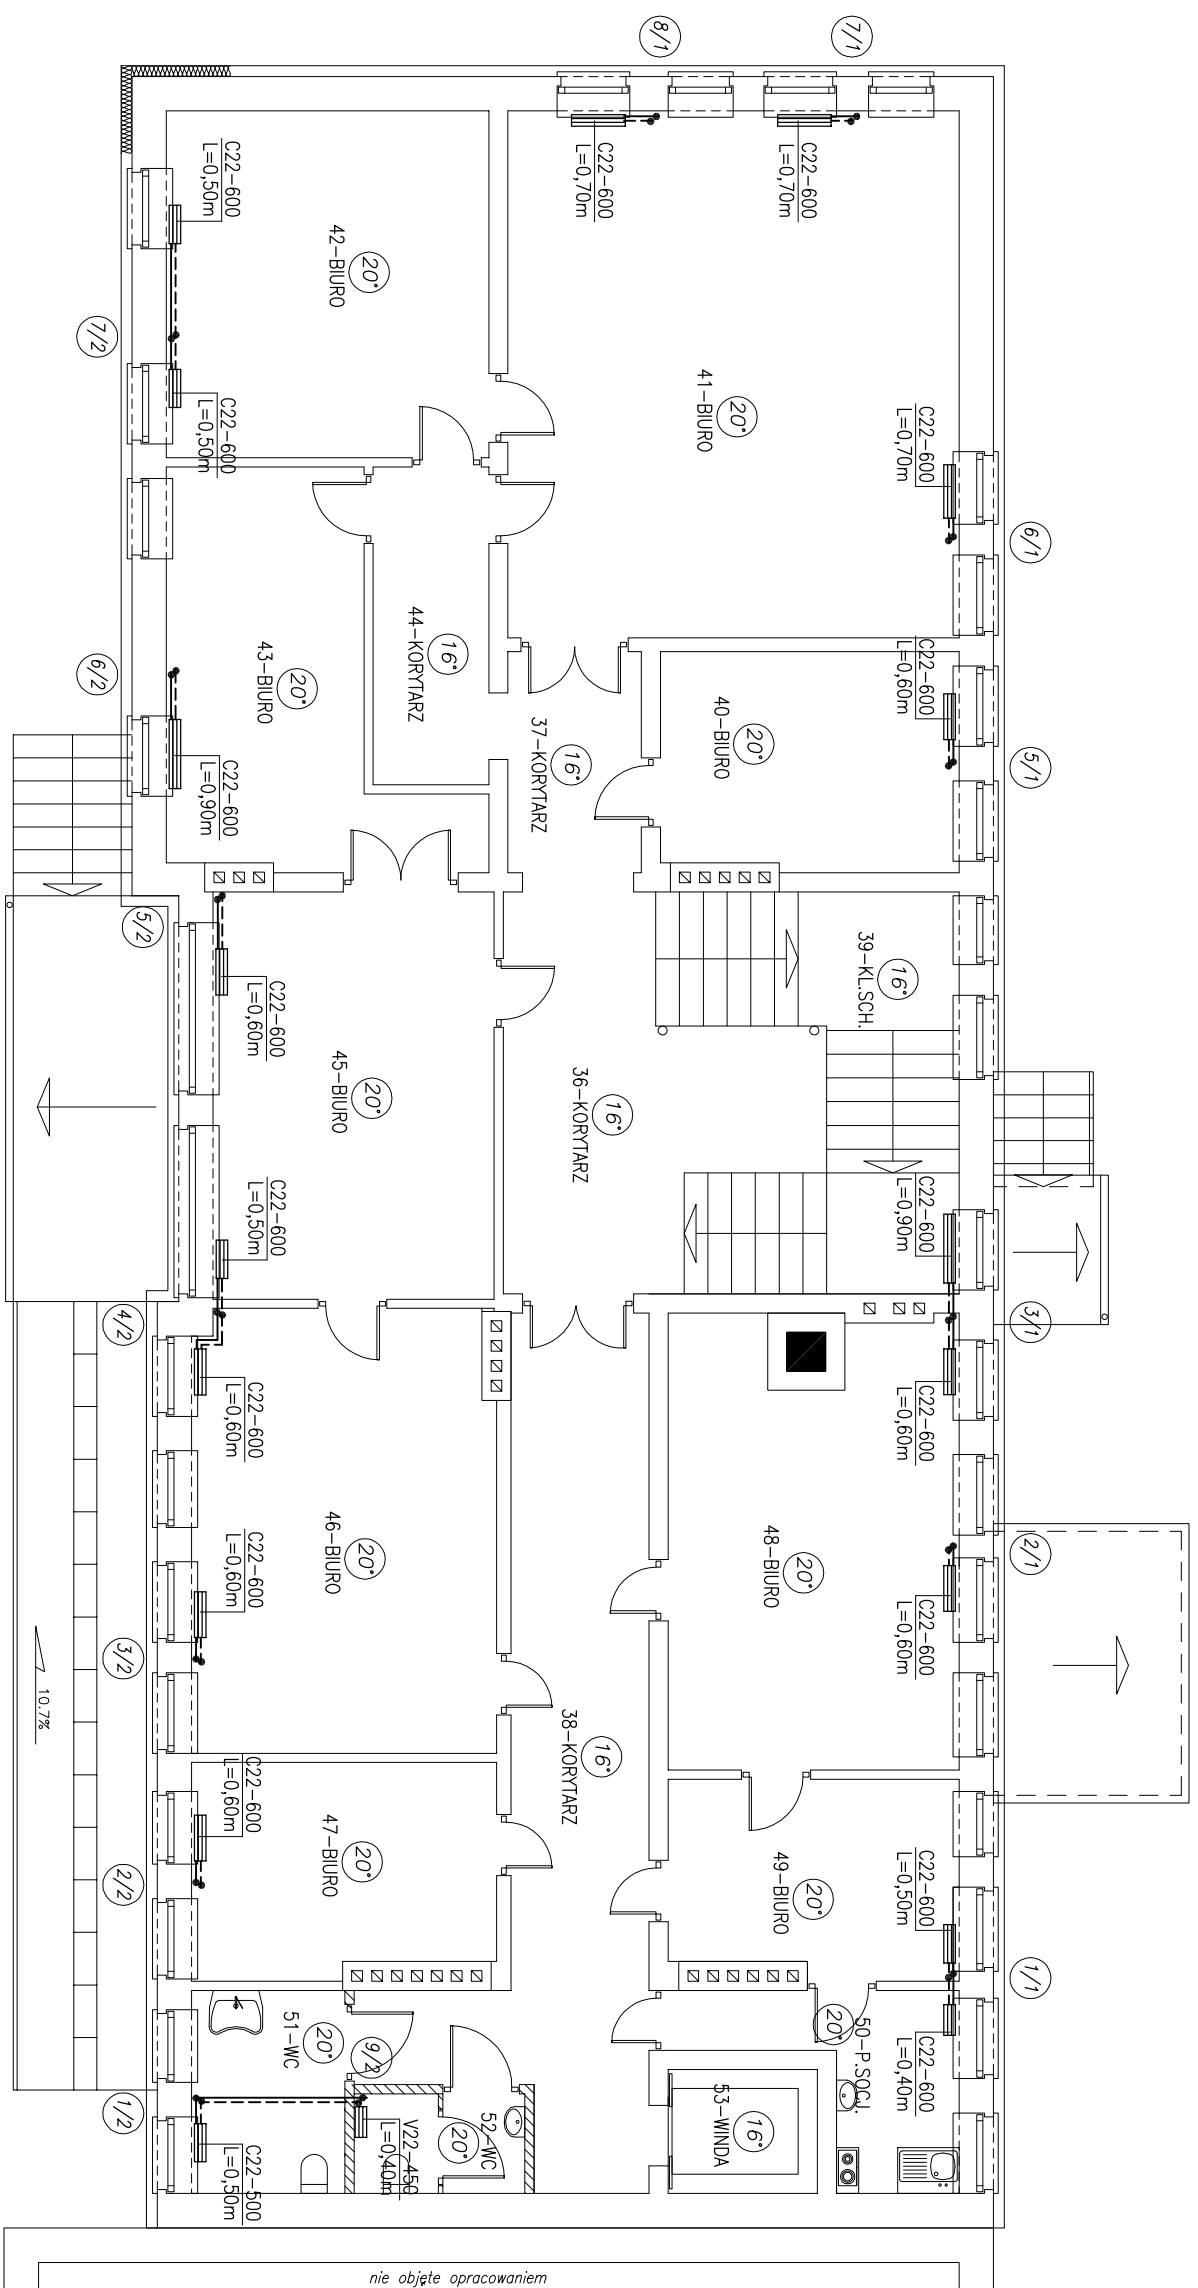 8/1
7/1
C22-600
L=0,70m
C22-600
L=0,70m
C22-600
L=0,50m
20°
42-BIURO
7/2
C22-600
L=0,50m
20°
41-BIURO
C22-600
L=0,70m
6/1
C22-600
L=0,60m
5/1
20°
40-BIURO
16°
44-KORYTARZ
20°
43-BIURO
6/2
C22-600
L=0,90m
16°
37-KORYTARZ
5/2
C22-600
L=0,60m
16°
39-KL.SCH.
20°
45-BIURO
16°
36-KORYTARZ
C22-600
L=0,50m
C22-600
L=0,90m
4/2
3/1
C22-600
L=0,60m
C22-600
L=0,60m
20°
46-BIURO
C22-600
L=0,60m
20°
48-BIURO
2/1
C22-600
L=0,60m
3/2
10.7%
16°
38-KORYTARZ
C22-600
L=0,60m
20°
47-BIURO
2/2
20°
49-BIURO
C22-600
L=0,50m
1/1
20°
51-WC
9/2
20°
50-P.SOCJ.
C22-600
L=0,40m
1/2
C22-500
L=0,50m
V22-450
L=0,40m
20°
52-WC
16°
53-WINDA
nie objęte opracowaniem